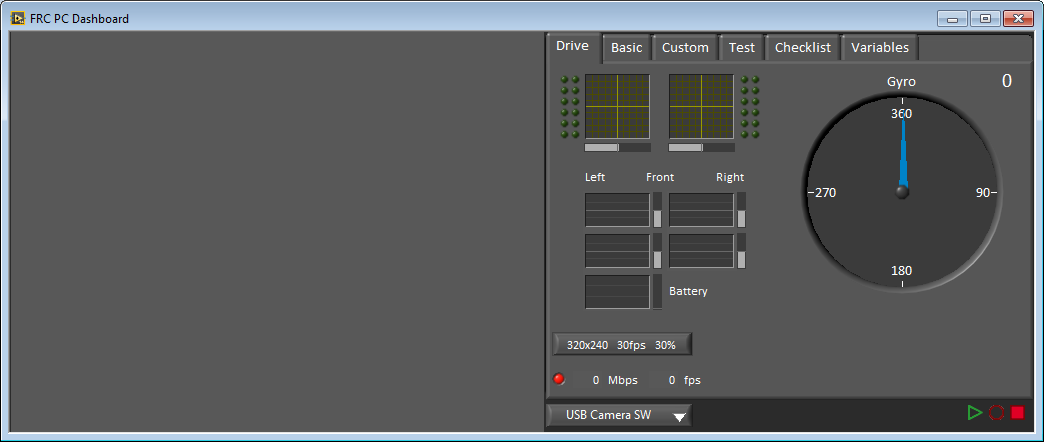 FRC PC Dashboard
Drive Basic Custom Test Checklist Variables
Gyro 0
360
270 90
180
Left Front Right
Battery
320x240 30fps 30%
0 Mbps 0 fps
USB Camera SW